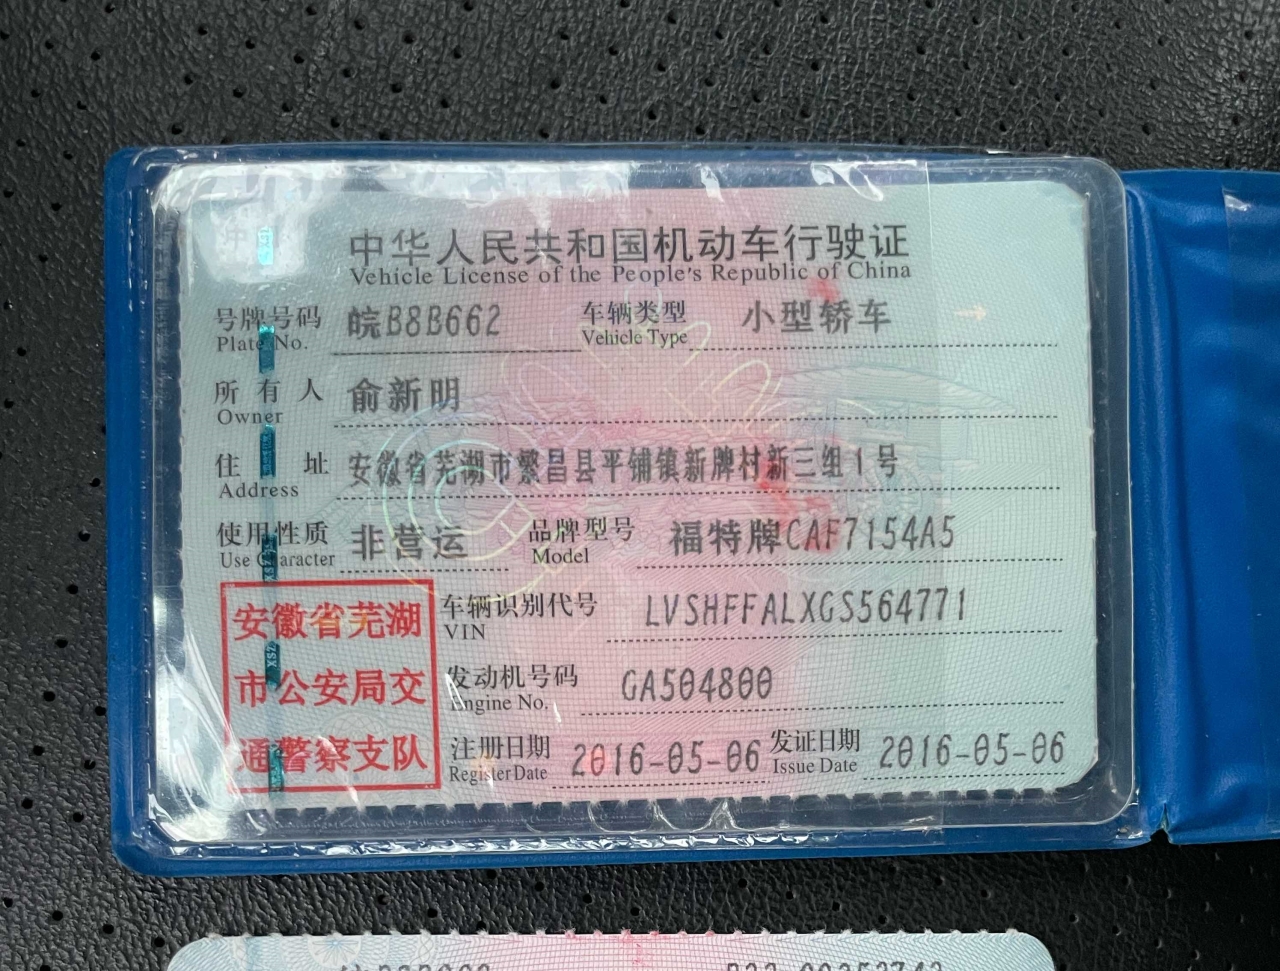 中华人民共和国机动车行驶证
Vehicle License of the People's Republic of China
号牌号码 皖B8B662 车辆类型 小型轿车
Plate No. Vehicle Type
所有人 俞新明
Owner
住址 安徽省芜湖市繁昌县平铺镇新牌村新三组1号
Address
使用性质 非营运 品牌型号 福特牌CAF7154A5
Use Character Model
安徽省芜湖
市公安局交
通警察支队
车辆识别代号 LVSHFFALXGS564771
VIN
发动机号码 GA504800
Engine No.
注册日期 2016-05-06 发证日期 2016-05-06
Register Date Issue Date